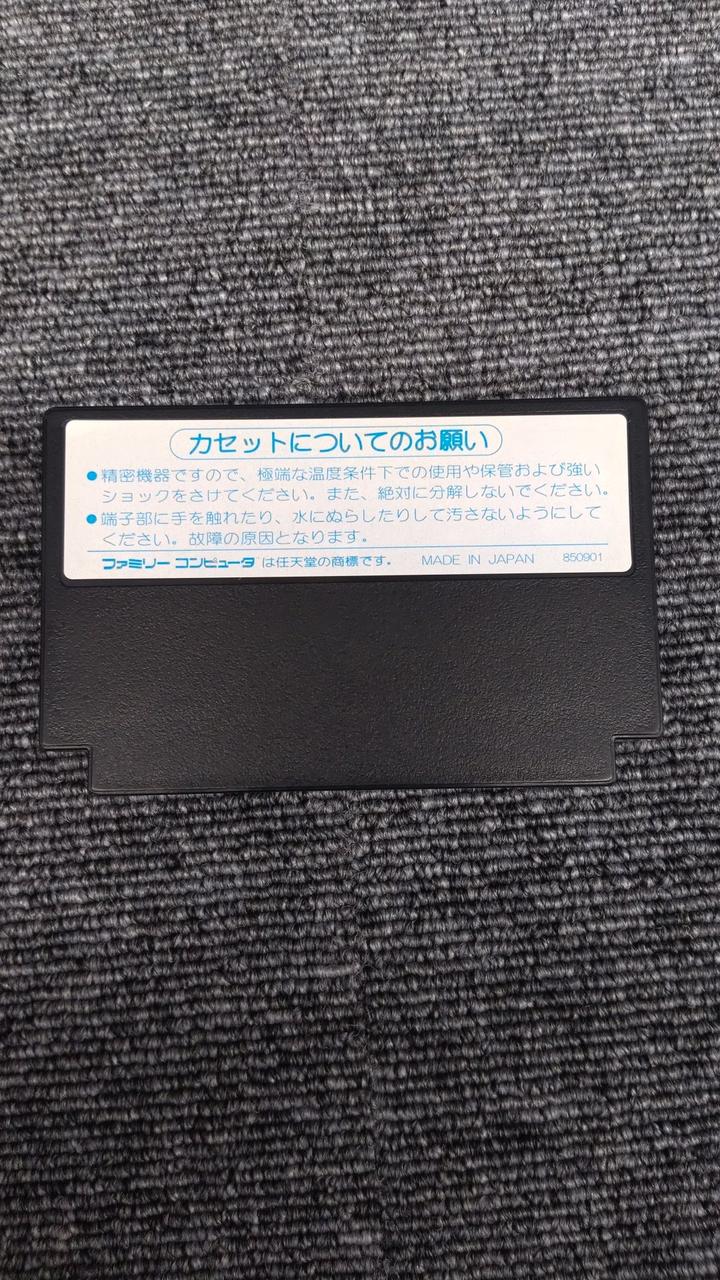 カセットについてのお願い
●精密機器ですので、極端な温度条件下での使用や保管および強い
ショックをさけてください。また、絶対に分解しないでください。
●端子部に手を触れたり、水にぬらしたりして汚さないようにして
ください。故障の原因となります。
ファミリー コンピュータ は任天堂の商標です。 MADE IN JAPAN 850901